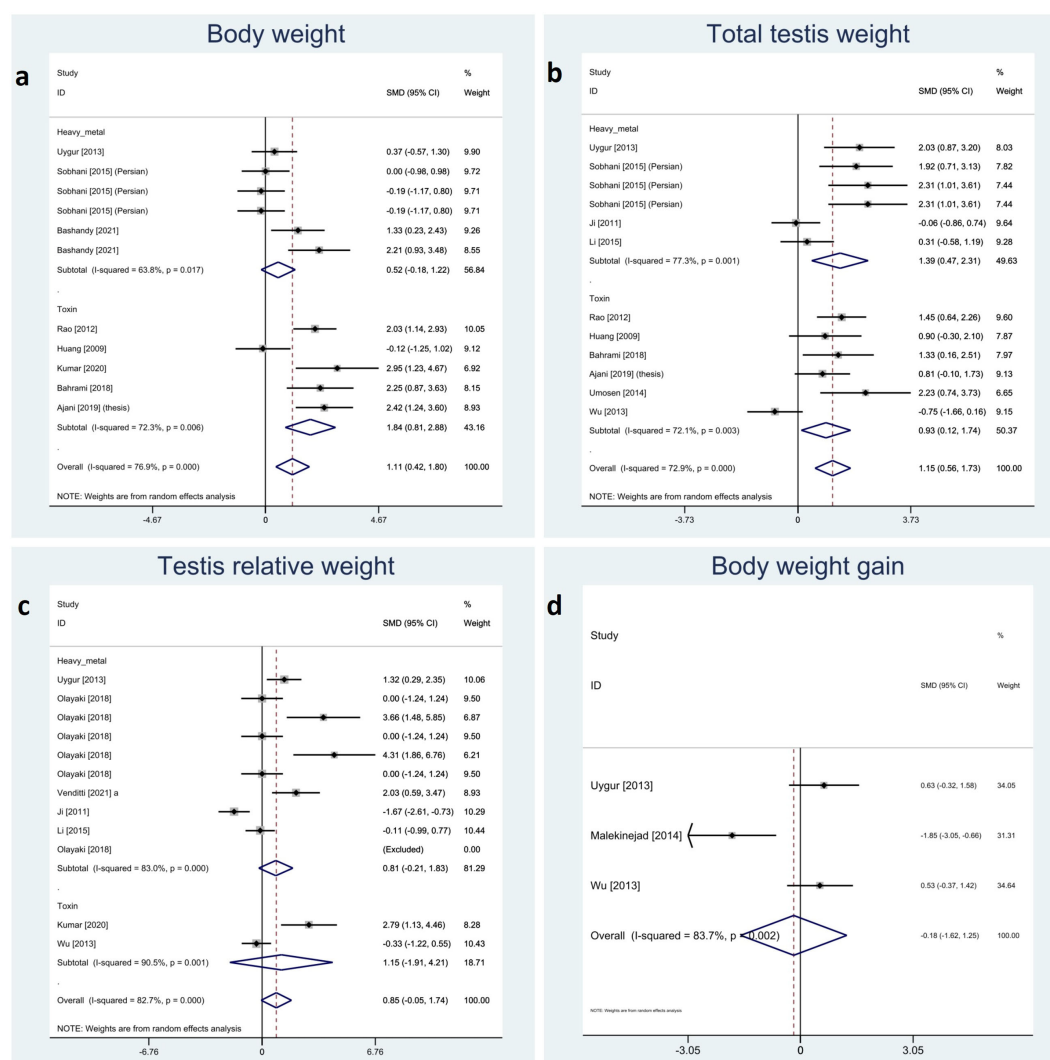 Body weight
a
Study %
ID SMD (95% CI) Weight
Heavy_metal
Uygur [2013] 0.37 (-0.57, 1.30) 9.90
Sobhani [2015] (Persian) 0.00 (-0.98, 0.98) 9.72
Sobhani [2015] (Persian) -0.19 (-1.17, 0.80) 9.71
Sobhani [2015] (Persian) -0.19 (-1.17, 0.80) 9.71
Bashandy [2021] 1.33 (0.23, 2.43) 9.26
Bashandy [2021] 2.21 (0.93, 3.48) 8.55
Subtotal (I-squared = 63.8%, p = 0.017) 0.52 (-0.18, 1.22) 56.84
.
Toxin
Rao [2012] 2.03 (1.14, 2.93) 10.05
Huang [2009] -0.12 (-1.25, 1.02) 9.12
Kumar [2020] 2.95 (1.23, 4.67) 6.92
Bahrami [2018] 2.25 (0.87, 3.63) 8.15
Ajani [2019] (thesis) 2.42 (1.24, 3.60) 8.93
Subtotal (I-squared = 72.3%, p = 0.006) 1.84 (0.81, 2.88) 43.16
.
Overall (I-squared = 76.9%, p = 0.000) 1.11 (0.42, 1.80) 100.00
NOTE: Weights are from random effects analysis
-4.67 0 4.67
Total testis weight
b
Study %
ID SMD (95% CI) Weight
Heavy_metal
Uygur [2013] 2.03 (0.87, 3.20) 8.03
Sobhani [2015] (Persian) 1.92 (0.71, 3.13) 7.82
Sobhani [2015] (Persian) 2.31 (1.01, 3.61) 7.44
Sobhani [2015] (Persian) 2.31 (1.01, 3.61) 7.44
Ji [2011] -0.06 (-0.86, 0.74) 9.64
Li [2015] 0.31 (-0.58, 1.19) 9.28
Subtotal (I-squared = 77.3%, p = 0.001) 1.39 (0.47, 2.31) 49.63
.
Toxin
Rao [2012] 1.45 (0.64, 2.26) 9.60
Huang [2009] 0.90 (-0.30, 2.10) 7.87
Bahrami [2018] 1.33 (0.16, 2.51) 7.97
Ajani [2019] (thesis) 0.81 (-0.10, 1.73) 9.13
Umosen [2014] 2.23 (0.74, 3.73) 6.65
Wu [2013] -0.75 (-1.66, 0.16) 9.15
Subtotal (I-squared = 72.1%, p = 0.003) 0.93 (0.12, 1.74) 50.37
.
Overall (I-squared = 72.9%, p = 0.000) 1.15 (0.56, 1.73) 100.00
NOTE: Weights are from random effects analysis
-3.73 0 3.73
Testis relative weight
c
Study %
ID SMD (95% CI) Weight
Heavy_metal
Uygur [2013] 1.32 (0.29, 2.35) 10.06
Olayaki [2018] 0.00 (-1.24, 1.24) 9.50
Olayaki [2018] 3.66 (1.48, 5.85) 6.87
Olayaki [2018] 0.00 (-1.24, 1.24) 9.50
Olayaki [2018] 4.31 (1.86, 6.76) 6.21
Olayaki [2018] 0.00 (-1.24, 1.24) 9.50
Venditti [2021] a 2.03 (0.59, 3.47) 8.93
Ji [2011] -1.67 (-2.61, -0.73) 10.29
Li [2015] -0.11 (-0.99, 0.77) 10.44
Olayaki [2018] (Excluded) 0.00
Subtotal (I-squared = 83.0%, p = 0.000) 0.81 (-0.21, 1.83) 81.29
.
Toxin
Kumar [2020] 2.79 (1.13, 4.46) 8.28
Wu [2013] -0.33 (-1.22, 0.55) 10.43
Subtotal (I-squared = 90.5%, p = 0.001) 1.15 (-1.91, 4.21) 18.71
.
Overall (I-squared = 82.7%, p = 0.000) 0.85 (-0.05, 1.74) 100.00
NOTE: Weights are from random effects analysis
-6.76 0 6.76
Body weight gain
d
Study %
ID SMD (95% CI) Weight
Uygur [2013] 0.63 (-0.32, 1.58) 34.05
Malekinejad [2014] -1.85 (-3.05, -0.66) 31.31
Wu [2013] 0.53 (-0.37, 1.42) 34.64
Overall (I-squared = 83.7%, p = 0.002) -0.18 (-1.62, 1.25) 100.00
NOTE: Weights are from random effects analysis
-3.05 0 3.05